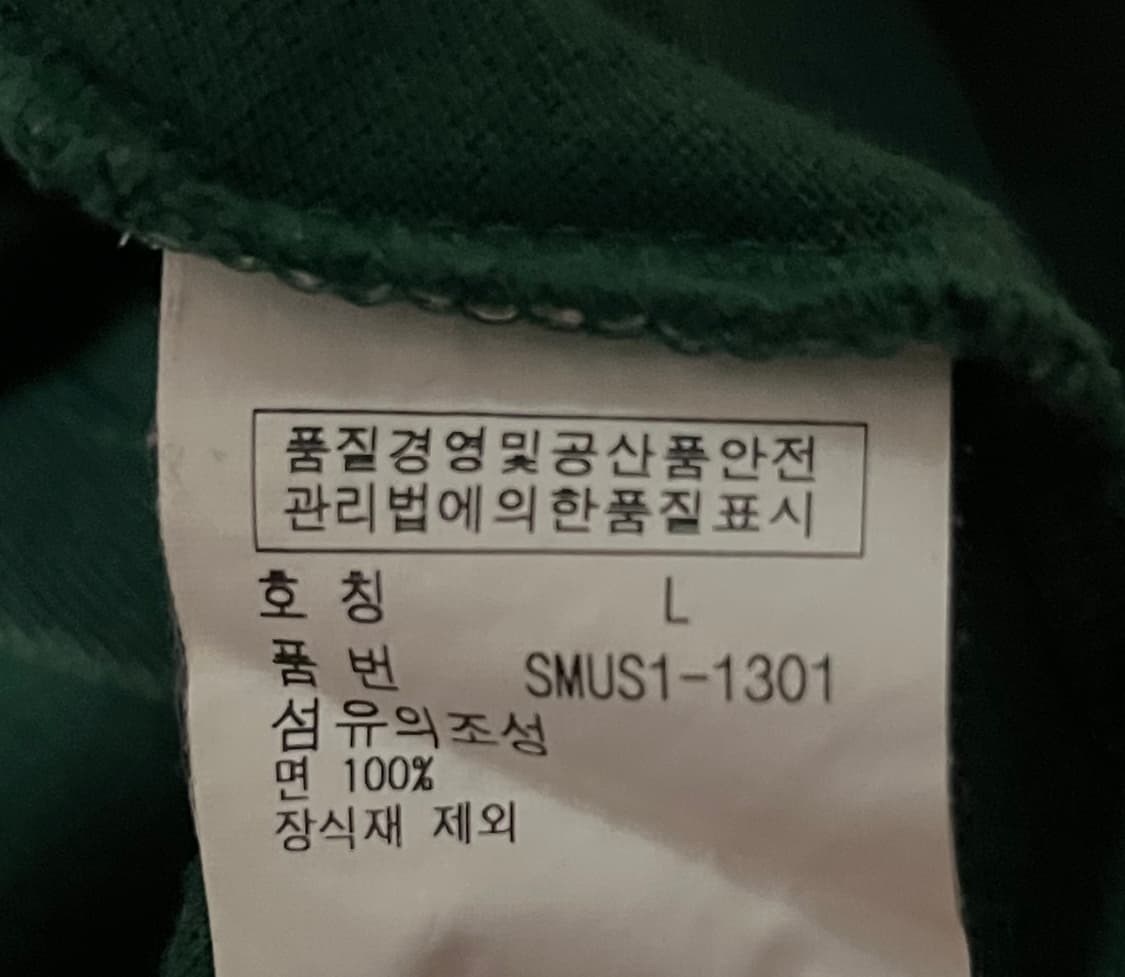 품질경영및공산품안전
관리법에의한품질표시
호 칭 L
품 번 SMUS1-1301
섬유의조성
면 100%
장식재 제외